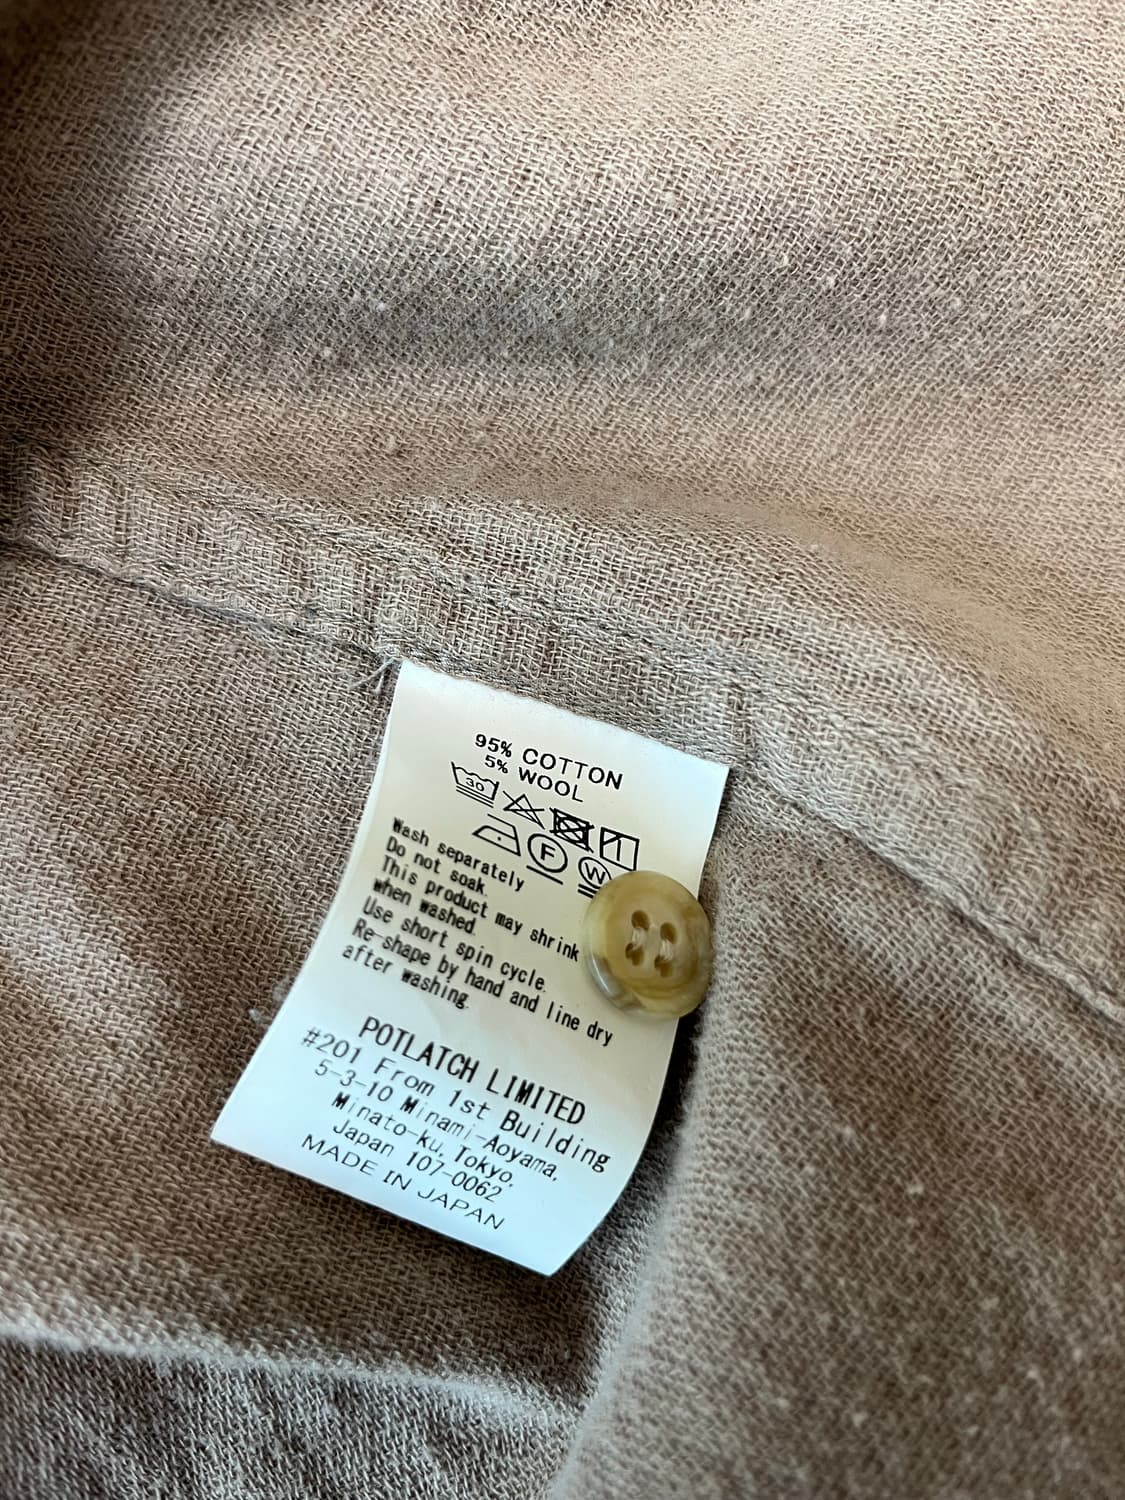 95% COTTON
5% WOOL
30
F W
Wash separately
Do not soak.
This product may shrink
when washed.
Use short spin cycle.
Re-shape by hand and line dry
after washing.
POTLATCH LIMITED
#201 From 1st Building
5-3-10 Minami-Aoyama,
Minato-ku, Tokyo,
Japan 107-0062
MADE IN JAPAN